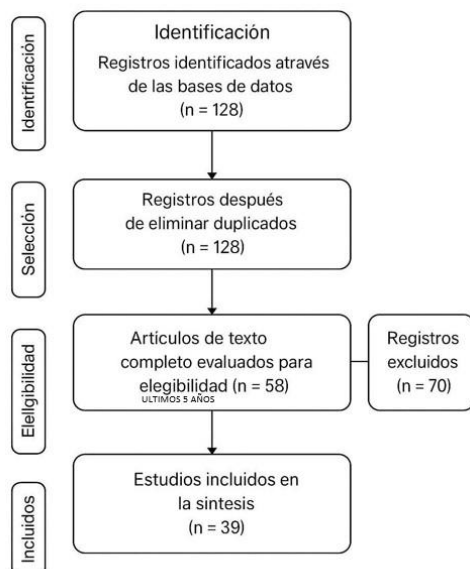 Identificación
Identificación
Registros identificados através
de las bases de datos
(n = 128)
Selección
Registros después
de eliminar duplicados
(n = 128)
Elellgibilidad
Artículos de texto
completo evaluados para
elegibilidad (n = 58)
ULTIMOS 5 AÑOS
Registros
excluidos
(n = 70)
Incluidos
Estudios incluidos en
la sintesis
(n = 39)